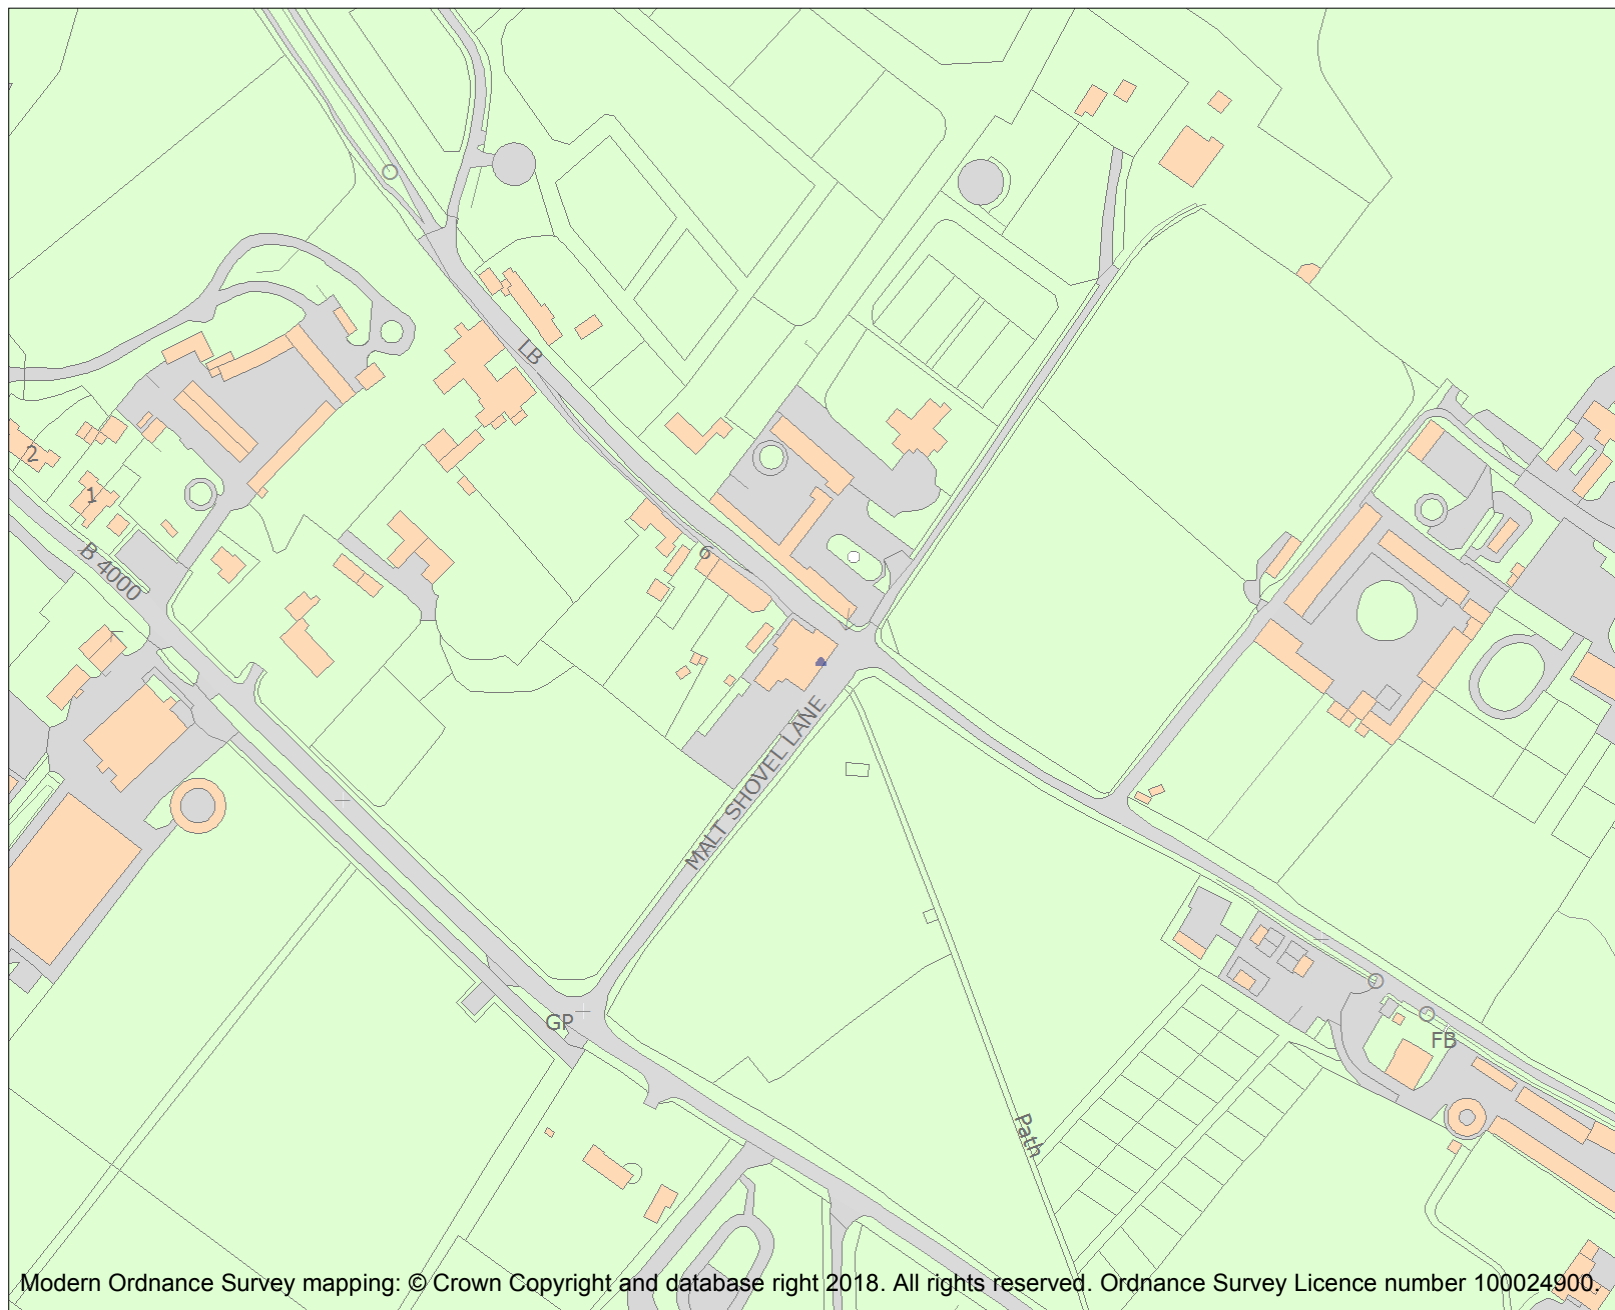 LB
2
1
B 4000
6
MALT SHOVEL LANE
GP
FB
Path
Modern Ordnance Survey mapping: © Crown Copyright and database right 2018. All rights reserved. Ordnance Survey Licence number 100024900.